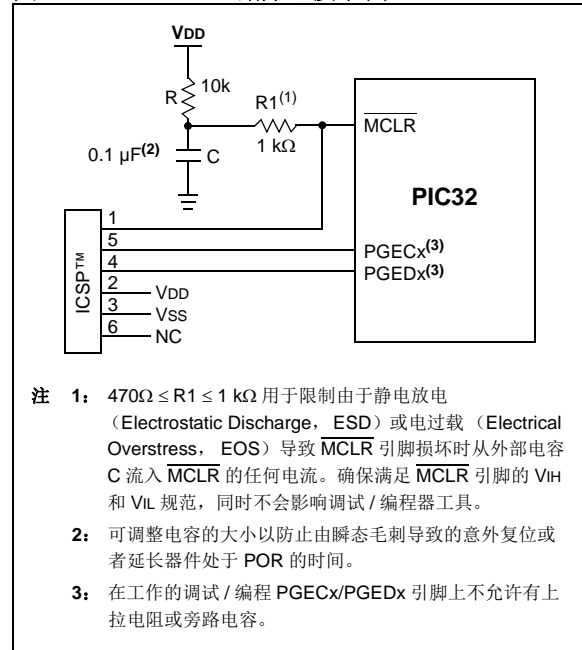 VDD
R
10k
R1(1)
1 kΩ
0.1 µF(2)
C
MCLR
PIC32
PGECx(3)
PGEDx(3)
ICSP™
1
5
4
2
VDD
3
VSS
6
NC
注 1： 470Ω ≤ R1 ≤ 1 kΩ 用于限制由于静电放电
（Electrostatic Discharge， ESD）或电过载 （Electrical
Overstress， EOS）导致 MCLR 引脚损坏时从外部电容
C 流入 MCLR 的任何电流。确保满足 MCLR 引脚的 VIH
和 VIL 规范，同时不会影响调试 / 编程器工具。
2： 可调整电容的大小以防止由瞬态毛刺导致的意外复位或
者延长器件处于 POR 的时间。
3： 在工作的调试 / 编程 PGECx/PGEDx 引脚上不允许有上
拉电阻或旁路电容。